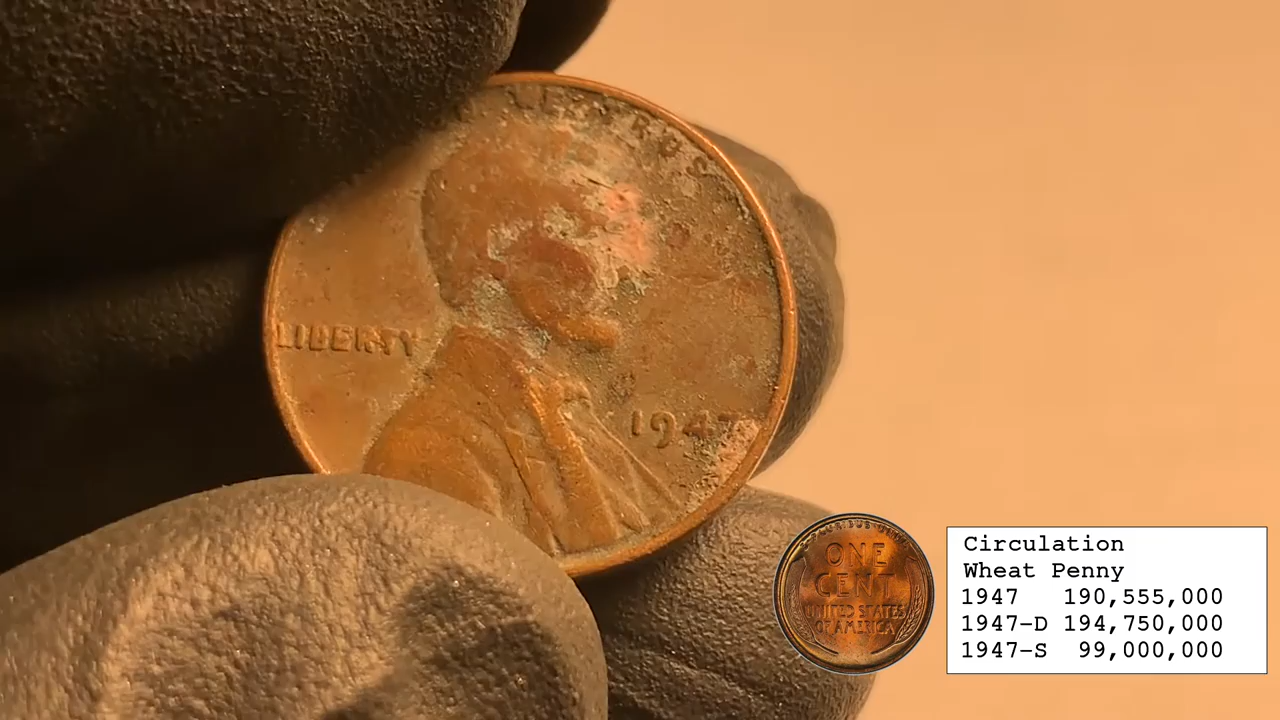 LIBERTY
1947
ONE
CENT
UNITED STATES
OF AMERICA
Circulation
Wheat Penny
1947 190,555,000
1947-D 194,750,000
1947-S 99,000,000